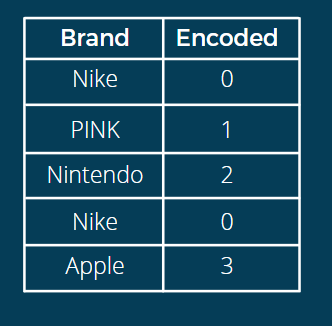 Brand Encoded
Nike 0
PINK 1
Nintendo 2
Nike 0
Apple 3